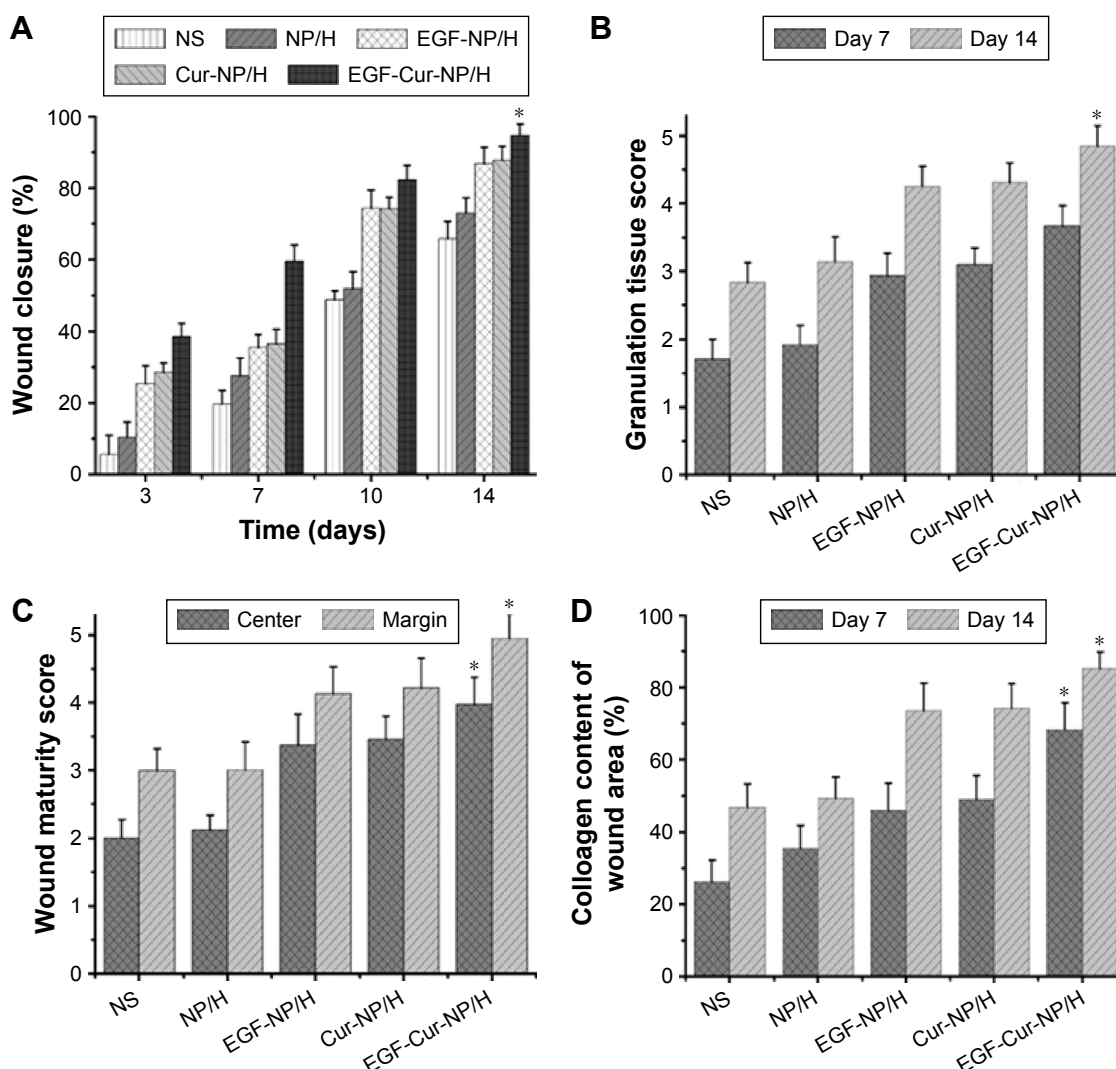 A
NS NP/H EGF-NP/H
Cur-NP/H EGF-Cur-NP/H
Wound closure (%)
100
80
60
40
20
0
*
3 7 10 14
Time (days)
B
Day 7 Day 14
Granulation tissue score
5
4
3
2
1
0
*
NS NP/H EGF-NP/H Cur-NP/H EGF-Cur-NP/H
C
Center Margin
Wound maturity score
5
4
3
2
1
0
* *
NS NP/H EGF-NP/H Cur-NP/H EGF-Cur-NP/H
D
Day 7 Day 14
Colloagen content of
wound area (%)
100
80
60
40
20
0
* *
NS NP/H EGF-NP/H Cur-NP/H EGF-Cur-NP/H